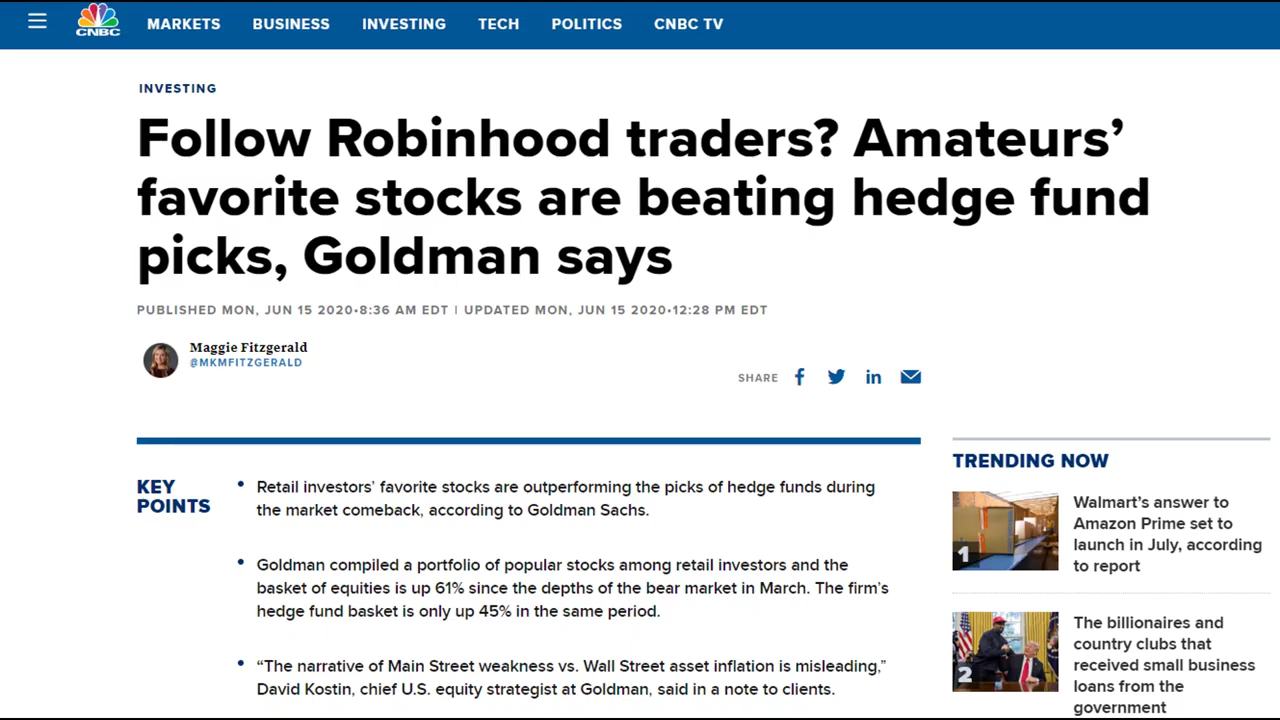 CNBC
MARKETS
BUSINESS
INVESTING
TECH
POLITICS
CNBC TV
INVESTING
Follow Robinhood traders? Amateurs’
favorite stocks are beating hedge fund
picks, Goldman says
PUBLISHED MON, JUN 15 2020•8:36 AM EDT | UPDATED MON, JUN 15 2020•12:28 PM EDT
Maggie Fitzgerald
@MKMFITZGERALD
SHARE
KEY
POINTS
• Retail investors’ favorite stocks are outperforming the picks of hedge funds during
the market comeback, according to Goldman Sachs.
• Goldman compiled a portfolio of popular stocks among retail investors and the
basket of equities is up 61% since the depths of the bear market in March. The firm’s
hedge fund basket is only up 45% in the same period.
• “The narrative of Main Street weakness vs. Wall Street asset inflation is misleading,”
David Kostin, chief U.S. equity strategist at Goldman, said in a note to clients.
TRENDING NOW
1
Walmart’s answer to
Amazon Prime set to
launch in July, according
to report
2
The billionaires and
country clubs that
received small business
loans from the
government